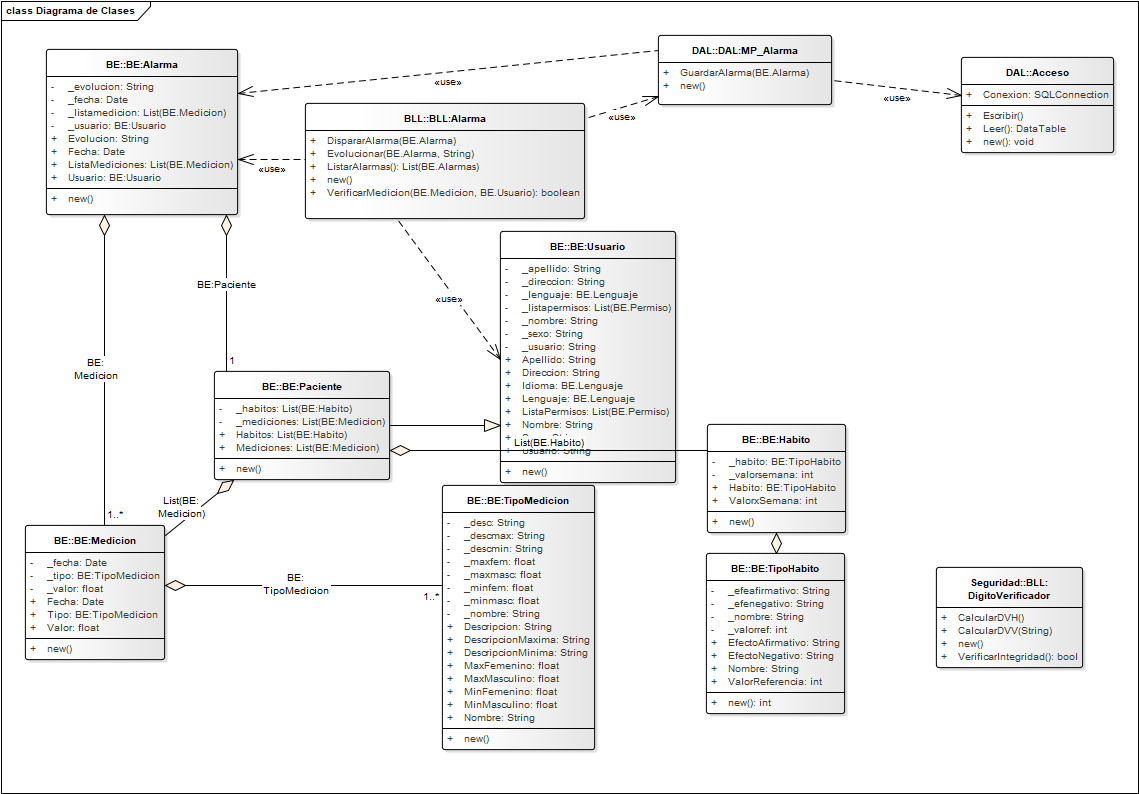 class Diagrama de Clases
BE::BE:Alarma
- _evolucion: String
- _fecha: Date
- _listamedicion: List(BE.Medicion)
- _usuario: BE:Usuario
+ Evolucion: String
+ Fecha: Date
+ ListaMediciones: List(BE.Medicion)
+ Usuario: BE:Usuario
+ new()
«use»
DAL::DAL:MP_Alarma
+ GuardarAlarma(BE.Alarma)
+ new()
«use»
DAL::Acceso
+ Conexion: SQLConnection
+ Escribir()
+ Leer(): DataTable
+ new(): void
BLL::BLL:Alarma
+ DispararAlarma(BE.Alarma)
+ Evolucionar(BE.Alarma, String)
+ ListarAlarmas(): List(BE.Alarmas)
+ new()
+ VerificarMedicion(BE.Medicion, BE.Usuario): boolean
«use»
«use»
«use»
BE::BE:Usuario
- _apellido: String
- _direccion: String
- _lenguaje: BE.Lenguaje
- _listapermisos: List(BE.Permiso)
- _nombre: String
- _sexo: String
- _usuario: String
+ Apellido: String
+ Direccion: String
+ Idioma: BE.Lenguaje
+ Lenguaje: BE.Lenguaje
+ ListaPermisos: List(BE.Permiso)
+ Nombre: String
+
+ Usuario: String
+ new()
BE:Paciente
1
BE:
Medicion
1..*
BE::BE:Paciente
- _habitos: List(BE:Habito)
- _mediciones: List(BE:Medicion)
+ Habitos: List(BE:Habito)
+ Mediciones: List(BE:Medicion)
+ new()
List(BE.Habito)
List(BE:
Medicion)
BE::BE:Habito
- _habito: BE:TipoHabito
- _valorsemana: int
+ Habito: BE:TipoHabito
+ ValorxSemana: int
+ new()
BE::BE:Medicion
- _fecha: Date
- _tipo: BE:TipoMedicion
- _valor: float
+ Fecha: Date
+ Tipo: BE:TipoMedicion
+ Valor: float
+ new()
BE:
TipoMedicion
1..*
BE::BE:TipoMedicion
- _desc: String
- _descmax: String
- _descmin: String
- _maxfem: float
- _maxmasc: float
- _minfem: float
- _minmasc: float
- _nombre: String
+ Descripcion: String
+ DescripcionMaxima: String
+ DescripcionMinima: String
+ MaxFemenino: float
+ MaxMasculino: float
+ MinFemenino: float
+ MinMasculino: float
+ Nombre: String
+ new()
BE::BE:TipoHabito
- _efeafirmativo: String
- _efenegativo: String
- _nombre: String
- _valorref: int
+ EfectoAfirmativo: String
+ EfectoNegativo: String
+ Nombre: String
+ ValorReferencia: int
+ new(): int
Seguridad::BLL:
DigitoVerificador
+ CalcularDVH()
+ CalcularDVV(String)
+ new()
+ VerificarIntegridad(): bool